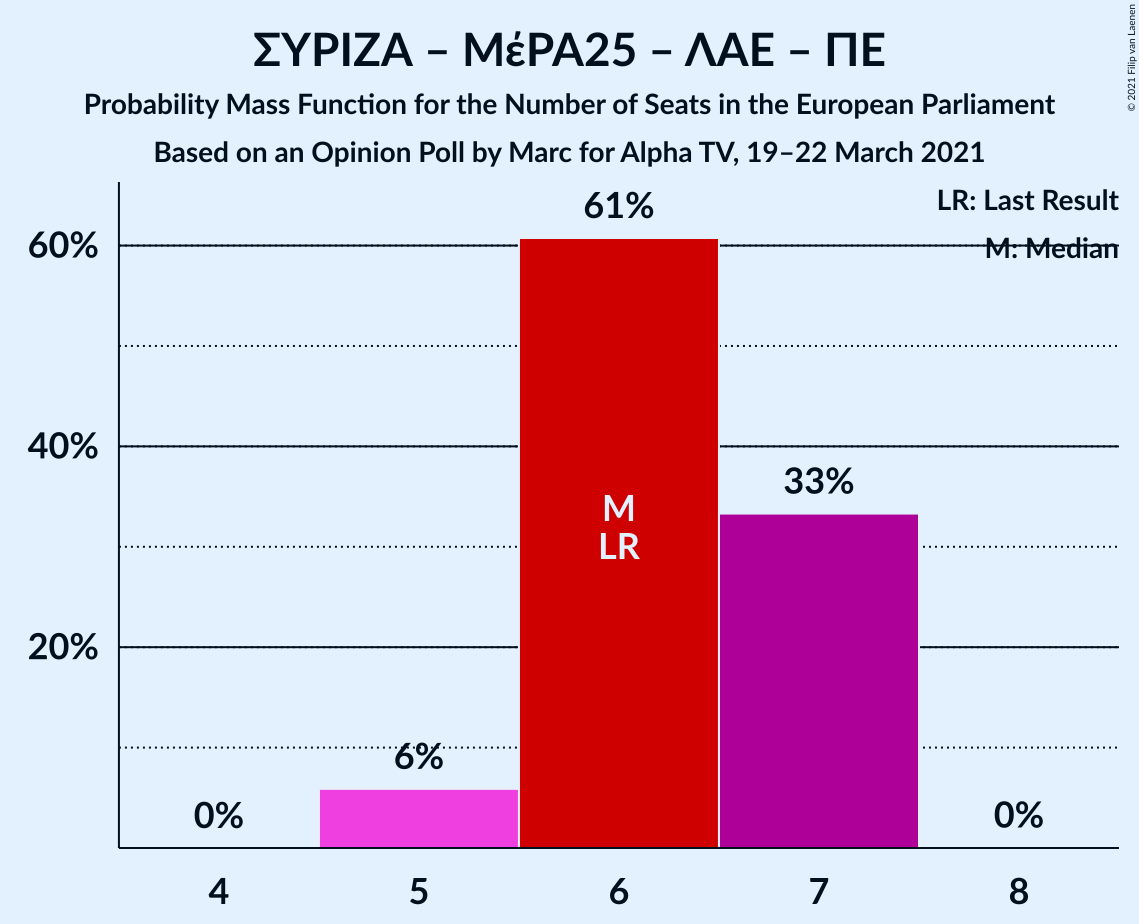 ΣΥΡΙΖΑ – ΜέΡΑ25 – ΛΑΕ – ΠΕ
Probability Mass Function for the Number of Seats in the European Parliament
Based on an Opinion Poll by Marc for Alpha TV, 19–22 March 2021
© 2021 Filip van Laenen
LR: Last Result
M: Median
60%
40%
20%
0%
6%
61%
M
LR
33%
0%
4
5
6
7
8